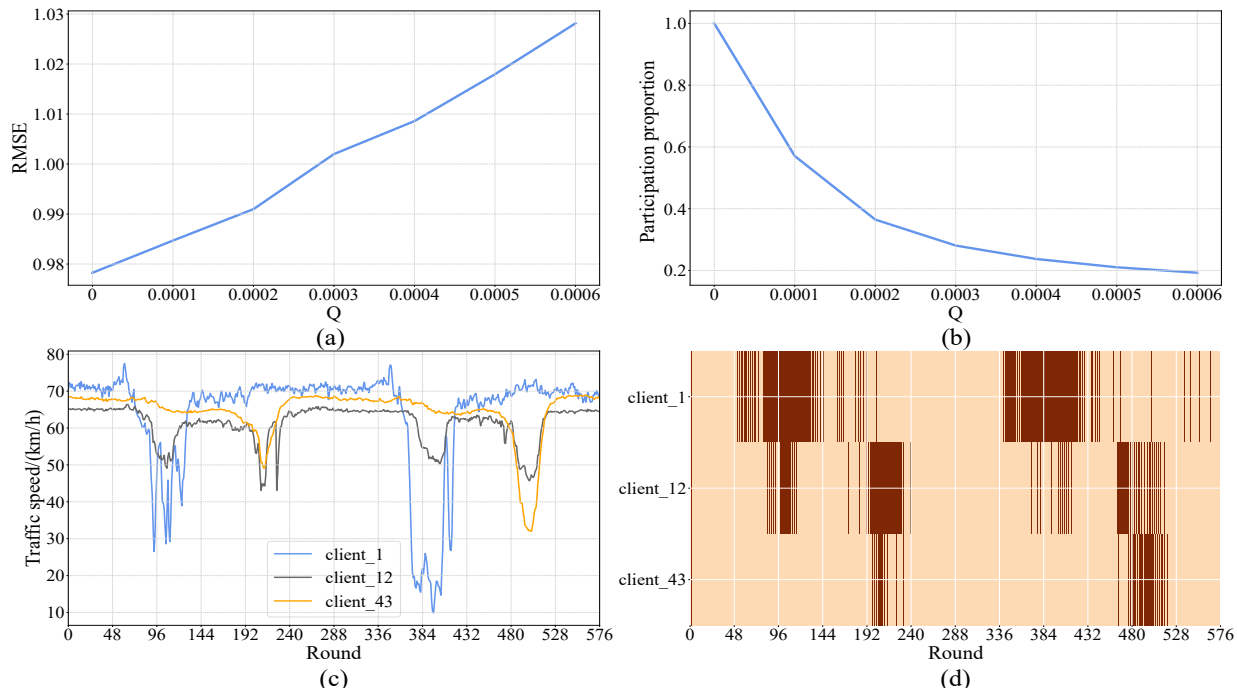 1.03
1.02
1.01
1.00
0.99
0.98
RMSE
0 0.0001 0.0002 0.0003 0.0004 0.0005 0.0006
Q
(a)
1.0
0.8
0.6
0.4
0.2
Participation proportion
0 0.0001 0.0002 0.0003 0.0004 0.0005 0.0006
Q
(b)
80
70
60
50
40
30
20
10
Traffic speed/(km/h)
client_1
client_12
client_43
0 48 96 144 192 240 288 336 384 432 480 528 576
Round
(c)
client_1
client_12
client_43
0 48 96 144 192 240 288 336 384 432 480 528 576
Round
(d)